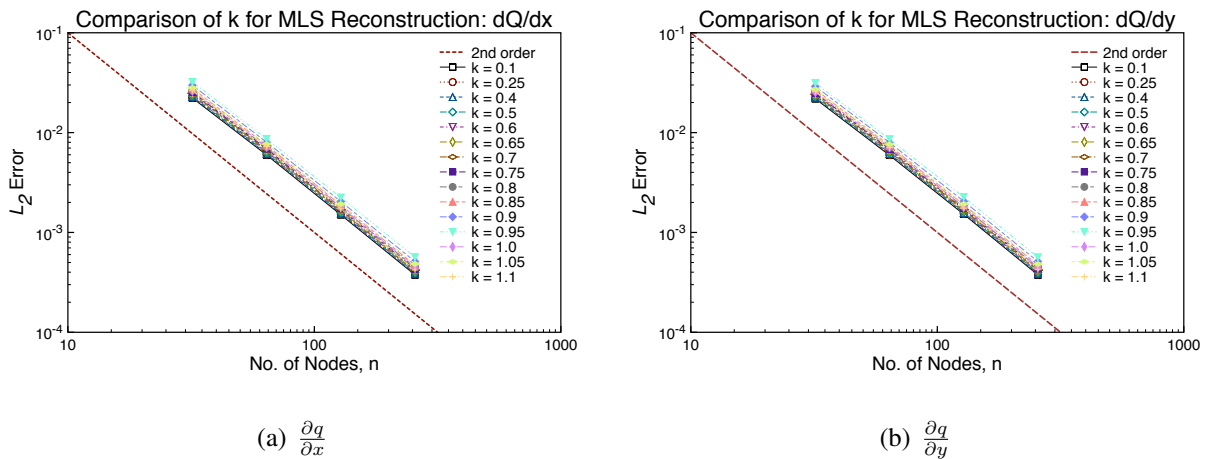 Comparison of k for MLS Reconstruction: dQ/dx
10^-1
10^-2
10^-3
10^-4
L_2 Error
10
100
1000
No. of Nodes, n
2nd order
k = 0.1
k = 0.25
k = 0.4
k = 0.5
k = 0.6
k = 0.65
k = 0.7
k = 0.75
k = 0.8
k = 0.85
k = 0.9
k = 0.95
k = 1.0
k = 1.05
k = 1.1
(a) ∂q/∂x
Comparison of k for MLS Reconstruction: dQ/dy
10^-1
10^-2
10^-3
10^-4
L_2 Error
10
100
1000
No. of Nodes, n
2nd order
k = 0.1
k = 0.25
k = 0.4
k = 0.5
k = 0.6
k = 0.65
k = 0.7
k = 0.75
k = 0.8
k = 0.85
k = 0.9
k = 0.95
k = 1.0
k = 1.05
k = 1.1
(b) ∂q/∂y